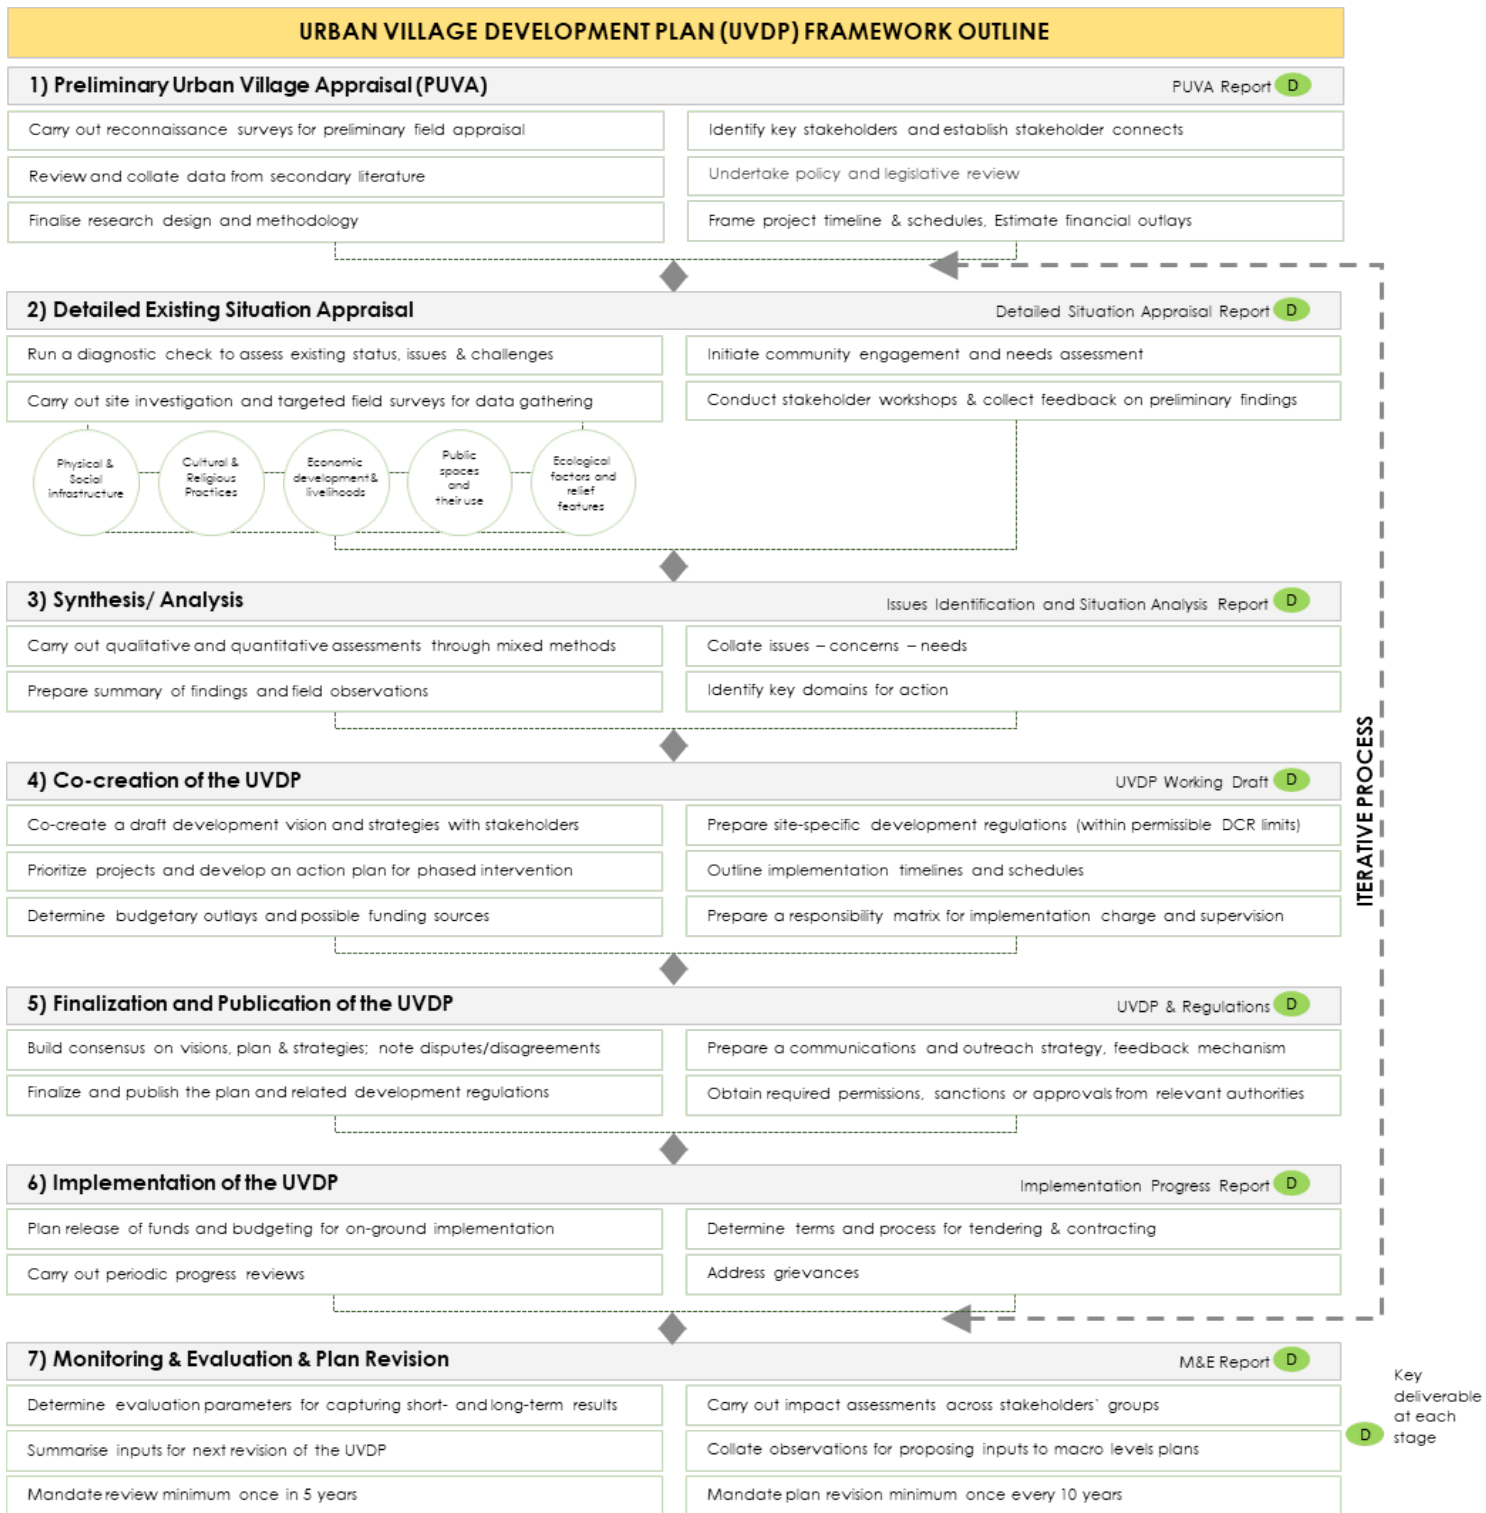 URBAN VILLAGE DEVELOPMENT PLAN (UVDP) FRAMEWORK OUTLINE
1) Preliminary Urban Village Appraisal (PUVA)
PUVA Report D
Carry out reconnaissance surveys for preliminary field appraisal
Identify key stakeholders and establish stakeholder connects
Review and collate data from secondary literature
Undertake policy and legislative review
Finalise research design and methodology
Frame project timeline & schedules, Estimate financial outlays
2) Detailed Existing Situation Appraisal
Detailed Situation Appraisal Report D
Run a diagnostic check to assess existing status, issues & challenges
Initiate community engagement and needs assessment
Carry out site investigation and targeted field surveys for data gathering
Conduct stakeholder workshops & collect feedback on preliminary findings
Physical &
Social
infrastructure
Cultural &
Religious
Practices
Economic
development &
livelihoods
Public
spaces
and
their use
Ecological
factors and
relief
features
3) Synthesis/ Analysis
Issues Identification and Situation Analysis Report D
Carry out qualitative and quantitative assessments through mixed methods
Collate issues – concerns – needs
Prepare summary of findings and field observations
Identify key domains for action
4) Co-creation of the UVDP
UVDP Working Draft D
Co-create a draft development vision and strategies with stakeholders
Prepare site-specific development regulations (within permissible DCR limits)
Prioritize projects and develop an action plan for phased intervention
Outline implementation timelines and schedules
Determine budgetary outlays and possible funding sources
Prepare a responsibility matrix for implementation charge and supervision
5) Finalization and Publication of the UVDP
UVDP & Regulations D
Build consensus on visions, plan & strategies; note disputes/disagreements
Prepare a communications and outreach strategy, feedback mechanism
Finalize and publish the plan and related development regulations
Obtain required permissions, sanctions or approvals from relevant authorities
6) Implementation of the UVDP
Implementation Progress Report D
Plan release of funds and budgeting for on-ground implementation
Determine terms and process for tendering & contracting
Carry out periodic progress reviews
Address grievances
7) Monitoring & Evaluation & Plan Revision
M&E Report D
Determine evaluation parameters for capturing short- and long-term results
Carry out impact assessments across stakeholders' groups
Summarise inputs for next revision of the UVDP
Collate observations for proposing inputs to macro levels plans
Mandate review minimum once in 5 years
Mandate plan revision minimum once every 10 years
ITERATIVE PROCESS
D
Key
deliverable
at each
stage